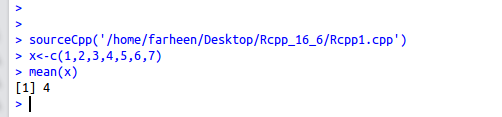 >
>
> sourceCpp('/home/farheen/Desktop/Rcpp_16_6/Rcpp1.cpp')
> x<-c(1,2,3,4,5,6,7)
> mean(x)
[1] 4
>